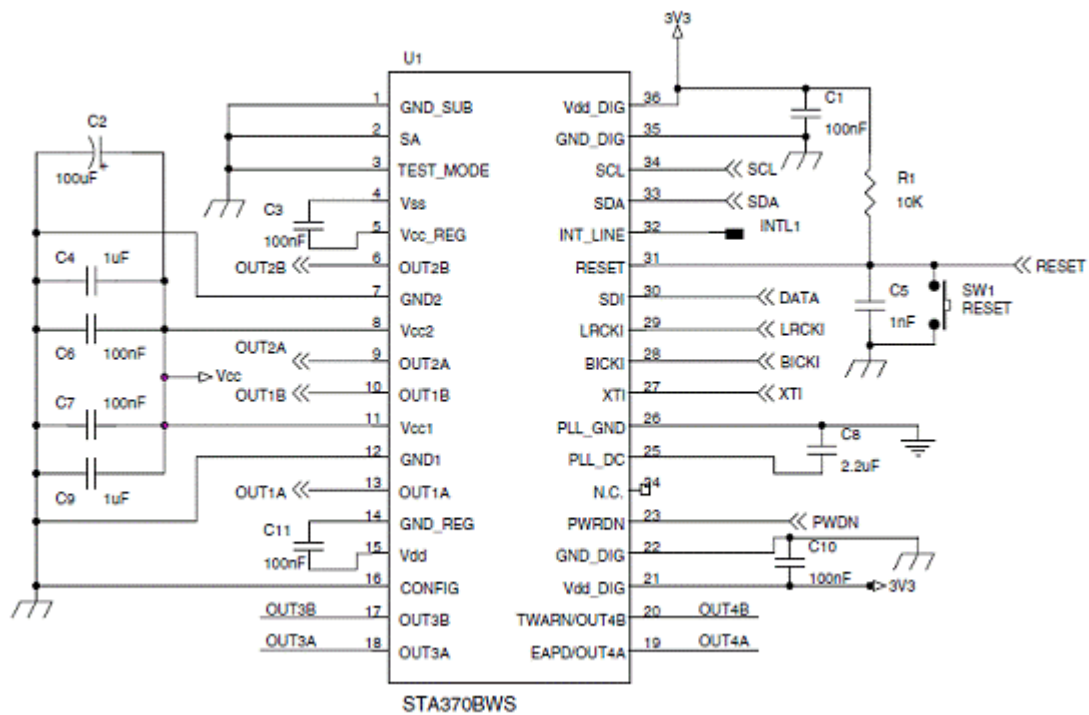 3V3
U1
1 GND_SUB Vdd_DIG 36
C1
100nF
2 SA GND_DIG 35
C2
100uF
+
3 TEST_MODE SCL 34 SCL
4 Vss SDA 33 SDA
R1
10K
C3
100nF
5 Vcc_REG INT_LINE 32 INTL1
OUT2B 6 OUT2B RESET 31 RESET
C4 1uF
7 GND2 SDI 30 DATA
C5
1nF
SW1
RESET
8 Vcc2 LRCKI 29 LRCKI
C6 100nF
OUT2A 9 OUT2A BICKI 28 BICKI
Vcc
OUT1B 10 OUT1B XTI 27 XTI
C7 100nF
11 Vcc1 PLL_GND 26
C8
2.2uF
12 GND1 PLL_DC 25
C9 1uF
OUT1A 13 OUT1A N.C. 24
14 GND_REG PWRDN 23 PWDN
C11
100nF
15 Vdd GND_DIG 22
C10
100nF
16 CONFIG Vdd_DIG 21 3V3
OUT3B 17 OUT3B TWARN/OUT4B 20 OUT4B
OUT3A 18 OUT3A EAPD/OUT4A 19 OUT4A
STA370BWS